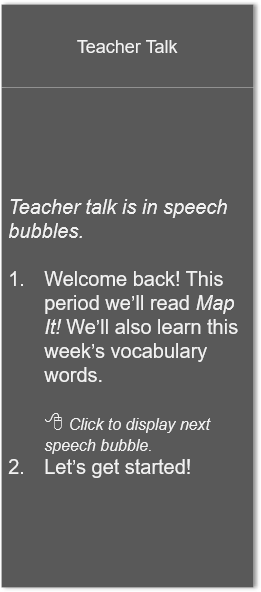 Teacher Talk
Teacher talk is in speech
bubbles.
1. Welcome back! This
period we’ll read Map
It! We’ll also learn this
week’s vocabulary
words.
Click to display next
speech bubble.
2. Let’s get started!